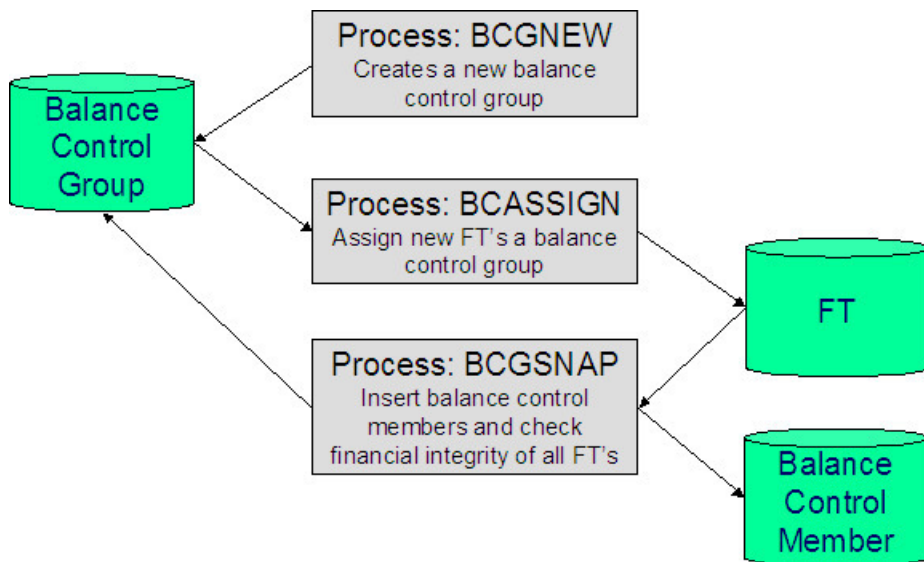 Process: BCGNEW
Creates a new balance
control group
Balance
Control
Group
Process: BCASSIGN
Assign new FT's a balance
control group
FT
Process: BCGSNAP
Insert balance control
members and check
financial integrity of all FT's
Balance
Control
Member